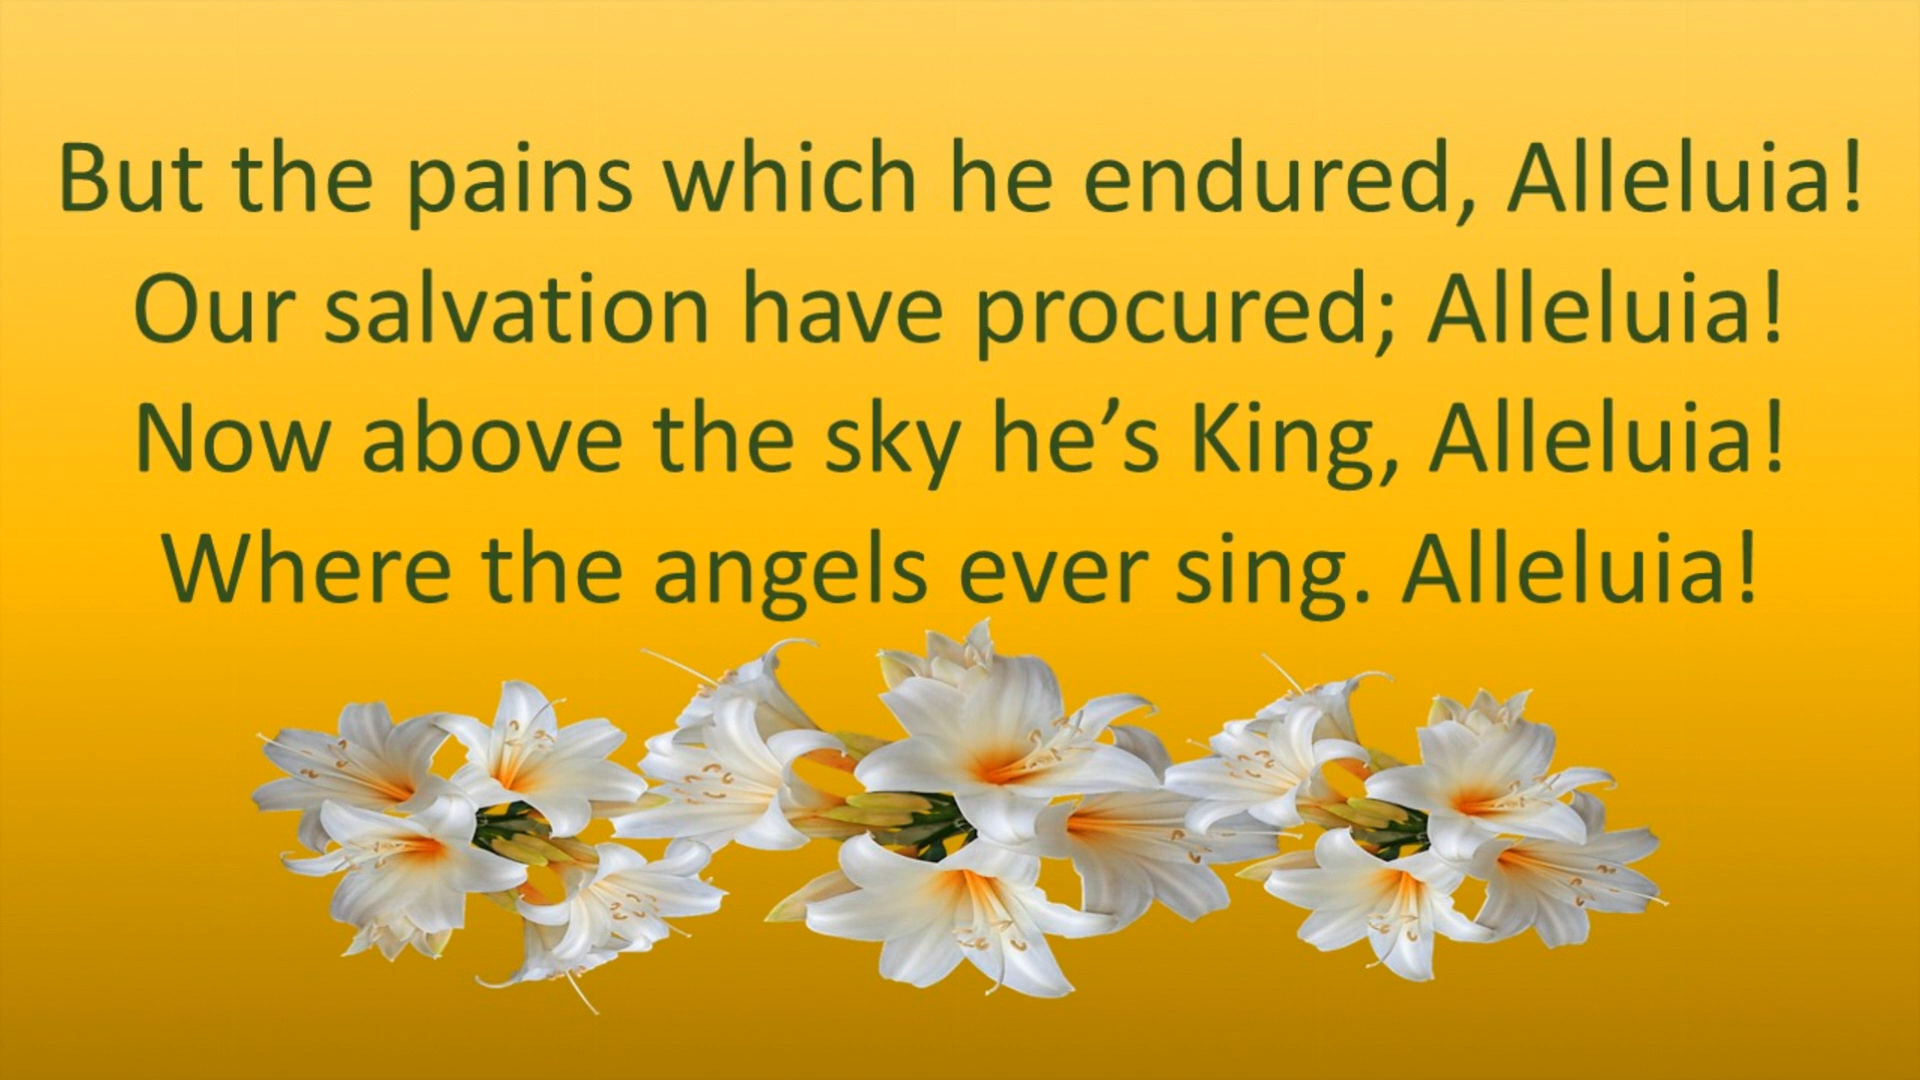 But the pains which he endured, Alleluia!
Our salvation have procured; Alleluia!
Now above the sky he’s King, Alleluia!
Where the angels ever sing. Alleluia!